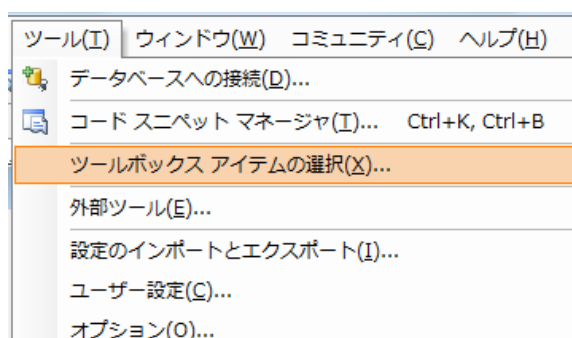 ツール(T) ウィンドウ(W) コミュニティ(C) ヘルプ(H)
データベースへの接続(D)...
コード スニペット マネージャ(T)... Ctrl+K, Ctrl+B
ツールボックス アイテムの選択(X)...
外部ツール(E)...
設定のインポートとエクスポート(I)...
ユーザー設定(C)...
オプション(O)...